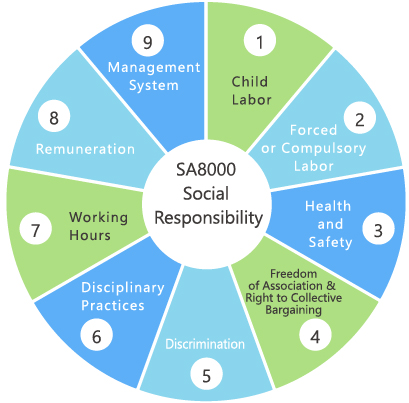 SA8000
Social
Responsibility
1
Child
Labor
2
Forced
or Compulsory
Labor
3
Health
and
Safety
4
Freedom
of Association &
Right to Collective
Bargaining
5
Discrimination
6
Disciplinary
Practices
7
Working
Hours
8
Remuneration
9
Management
System